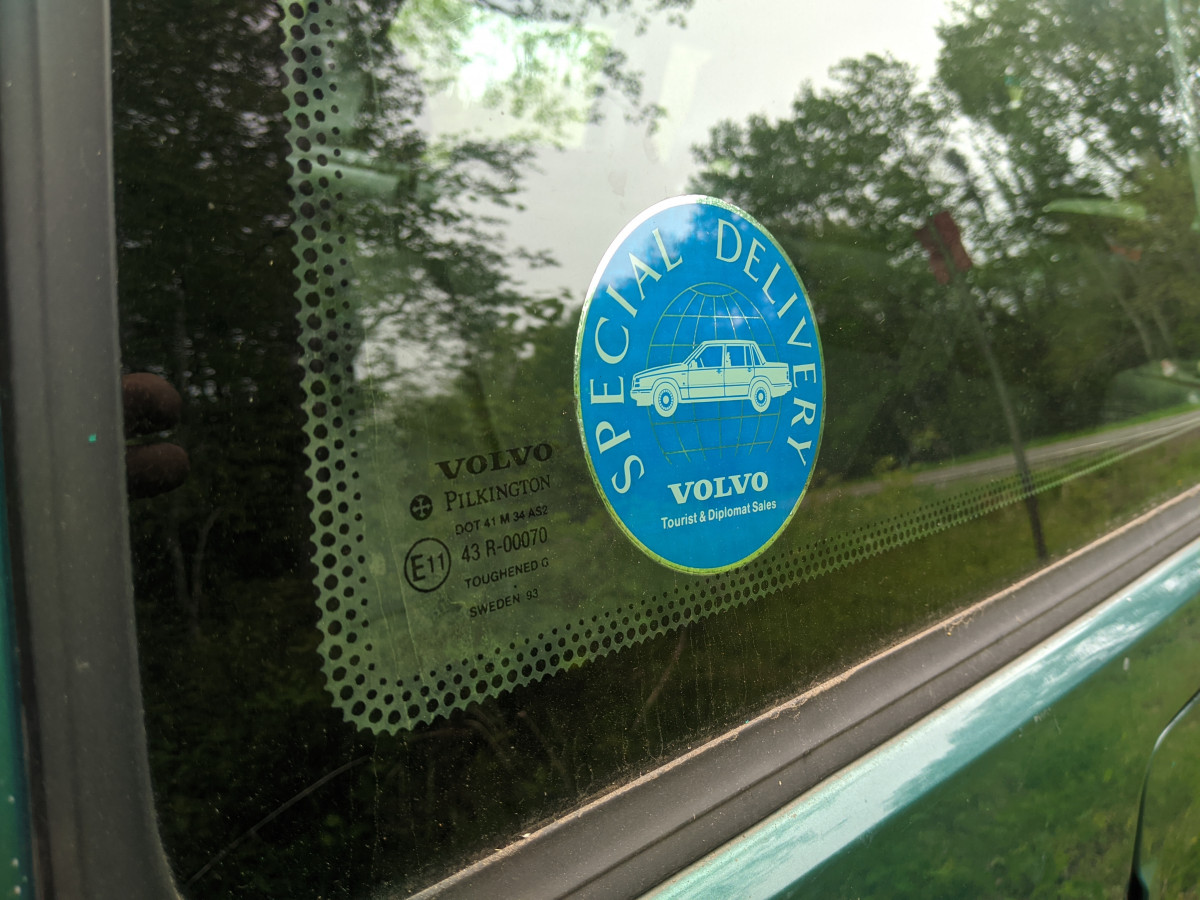 SPECIAL DELIVERY
VOLVO
Tourist & Diplomat Sales
VOLVO
PILKINGTON
DOT 41 M 34 AS2
E11 43 R-00070
TOUGHENED G
SWEDEN 93